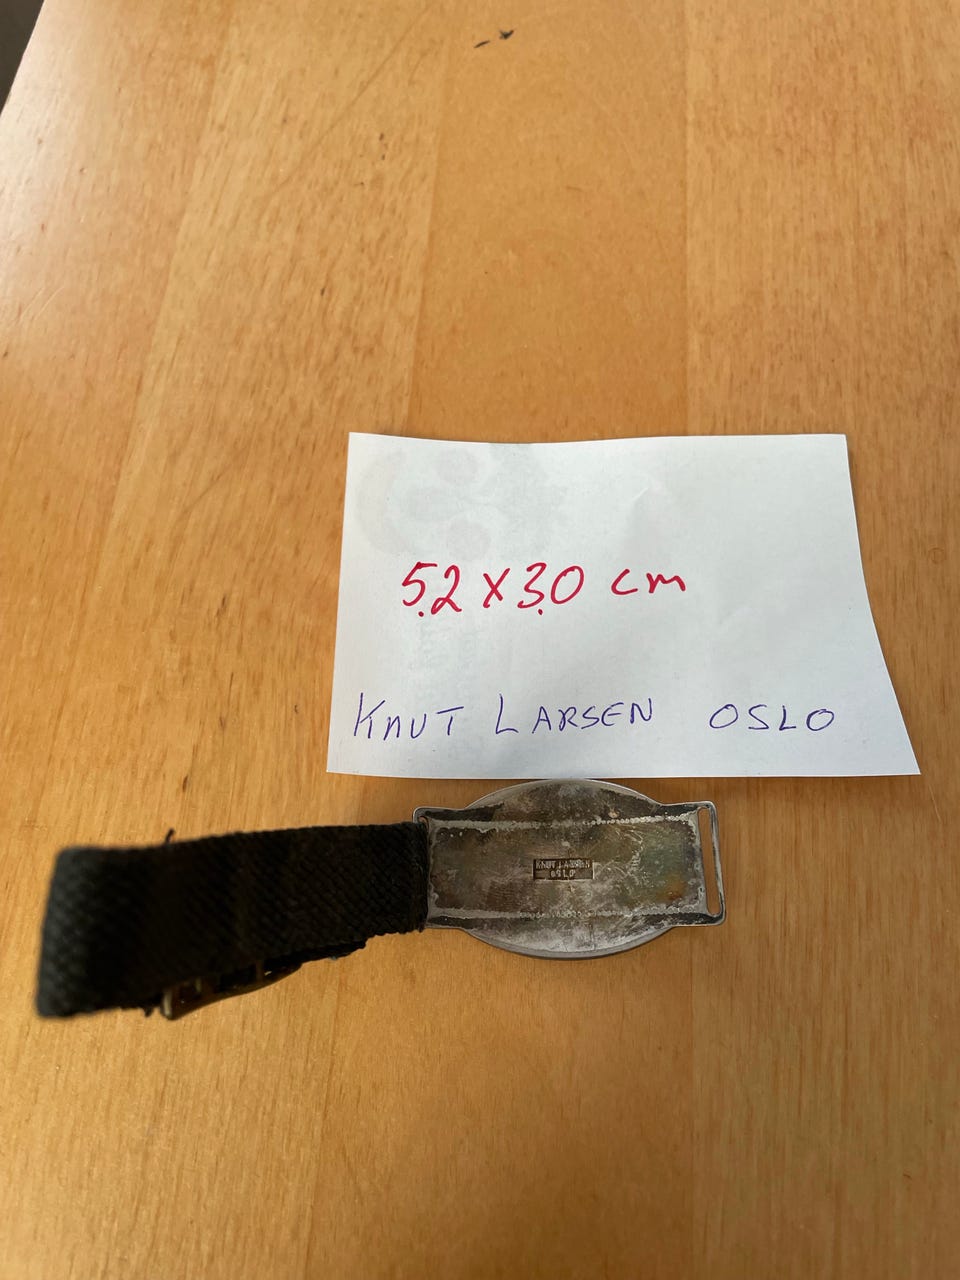 5.2 X 3.0 cm
KNUT LARSEN OSLO
KNUT LARSEN
OSLO